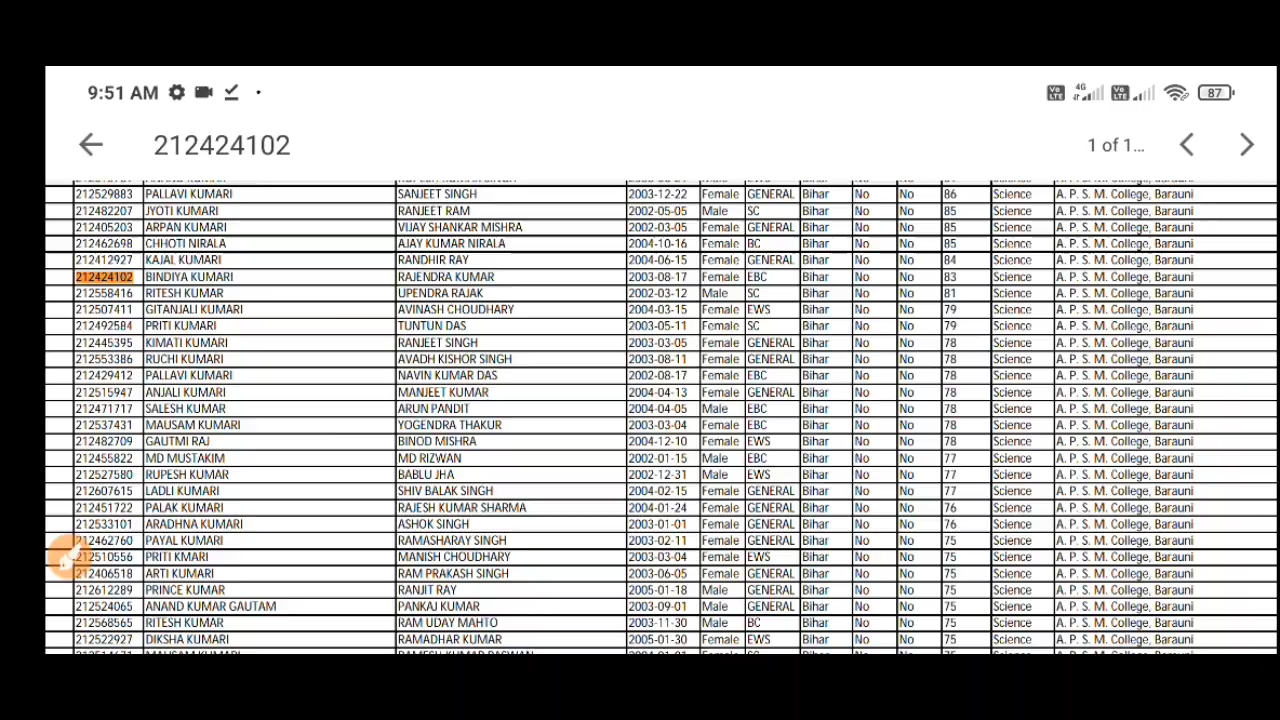 9:51 AM 4G 87
212424102 1 of 1...
212529883 PALLAVI KUMARI SANJEET SINGH 2003-12-22 Female GENERAL Bihar No No 86 Science A. P. S. M. College, Barauni
212482207 JYOTI KUMARI RANJEET RAM 2002-05-05 Male SC Bihar No No 85 Science A. P. S. M. College, Barauni
212405203 ARPAN KUMARI VIJAY SHANKAR MISHRA 2002-03-05 Female GENERAL Bihar No No 85 Science A. P. S. M. College, Barauni
212462698 CHHOTI NIRALA AJAY KUMAR NIRALA 2004-10-16 Female BC Bihar No No 85 Science A. P. S. M. College, Barauni
212412927 KAJAL KUMARI RANDHIR RAY 2004-06-15 Female GENERAL Bihar No No 84 Science A. P. S. M. College, Barauni
212424102 BINDIYA KUMARI RAJENDRA KUMAR 2003-08-17 Female EBC Bihar No No 83 Science A. P. S. M. College, Barauni
212558416 RITESH KUMAR UPENDRA RAJAK 2002-03-12 Male SC Bihar No No 81 Science A. P. S. M. College, Barauni
212507411 GITANJALI KUMARI AVINASH CHOUDHARY 2004-03-15 Female EWS Bihar No No 79 Science A. P. S. M. College, Barauni
212492584 PRITI KUMARI TUNTUN DAS 2003-05-11 Female SC Bihar No No 79 Science A. P. S. M. College, Barauni
212445395 KIMATI KUMARI RANJEET SINGH 2003-03-05 Female GENERAL Bihar No No 78 Science A. P. S. M. College, Barauni
212553386 RUCHI KUMARI AVADH KISHOR SINGH 2003-08-11 Female GENERAL Bihar No No 78 Science A. P. S. M. College, Barauni
212429412 PALLAVI KUMARI NAVIN KUMAR DAS 2002-08-17 Female EBC Bihar No No 78 Science A. P. S. M. College, Barauni
212515947 ANJALI KUMARI MANJEET KUMAR 2004-04-13 Female GENERAL Bihar No No 78 Science A. P. S. M. College, Barauni
212471717 SALESH KUMAR ARUN PANDIT 2004-04-05 Male EBC Bihar No No 78 Science A. P. S. M. College, Barauni
212537431 MAUSAM KUMARI YOGENDRA THAKUR 2003-03-04 Female EBC Bihar No No 78 Science A. P. S. M. College, Barauni
212482709 GAUTMI RAJ BINOD MISHRA 2004-12-10 Female EWS Bihar No No 78 Science A. P. S. M. College, Barauni
212455822 MD MUSTAKIM MD RIZWAN 2002-01-15 Male EBC Bihar No No 77 Science A. P. S. M. College, Barauni
212527580 RUPESH KUMAR BABLU JHA 2002-12-31 Male EWS Bihar No No 77 Science A. P. S. M. College, Barauni
212607615 LADLI KUMARI SHIV BALAK SINGH 2004-02-15 Female GENERAL Bihar No No 77 Science A. P. S. M. College, Barauni
212451722 PALAK KUMARI RAJESH KUMAR SHARMA 2004-01-24 Female GENERAL Bihar No No 76 Science A. P. S. M. College, Barauni
212533101 ARADHNA KUMARI ASHOK SINGH 2003-01-01 Female GENERAL Bihar No No 76 Science A. P. S. M. College, Barauni
212462760 PAYAL KUMARI RAMASHARAY SINGH 2003-02-11 Female GENERAL Bihar No No 75 Science A. P. S. M. College, Barauni
212510556 PRITI KMARI MANISH CHOUDHARY 2003-03-04 Female EWS Bihar No No 75 Science A. P. S. M. College, Barauni
212406518 ARTI KUMARI RAM PRAKASH SINGH 2003-06-05 Female GENERAL Bihar No No 75 Science A. P. S. M. College, Barauni
212612289 PRINCE KUMAR RANJIT RAY 2005-01-18 Male GENERAL Bihar No No 75 Science A. P. S. M. College, Barauni
212524065 ANAND KUMAR GAUTAM PANKAJ KUMAR 2003-09-01 Male GENERAL Bihar No No 75 Science A. P. S. M. College, Barauni
212568565 RITESH KUMAR RAM UDAY MAHTO 2003-11-30 Male BC Bihar No No 75 Science A. P. S. M. College, Barauni
212522927 DIKSHA KUMARI RAMADHAR KUMAR 2005-01-30 Female EWS Bihar No No 75 Science A. P. S. M. College, Barauni